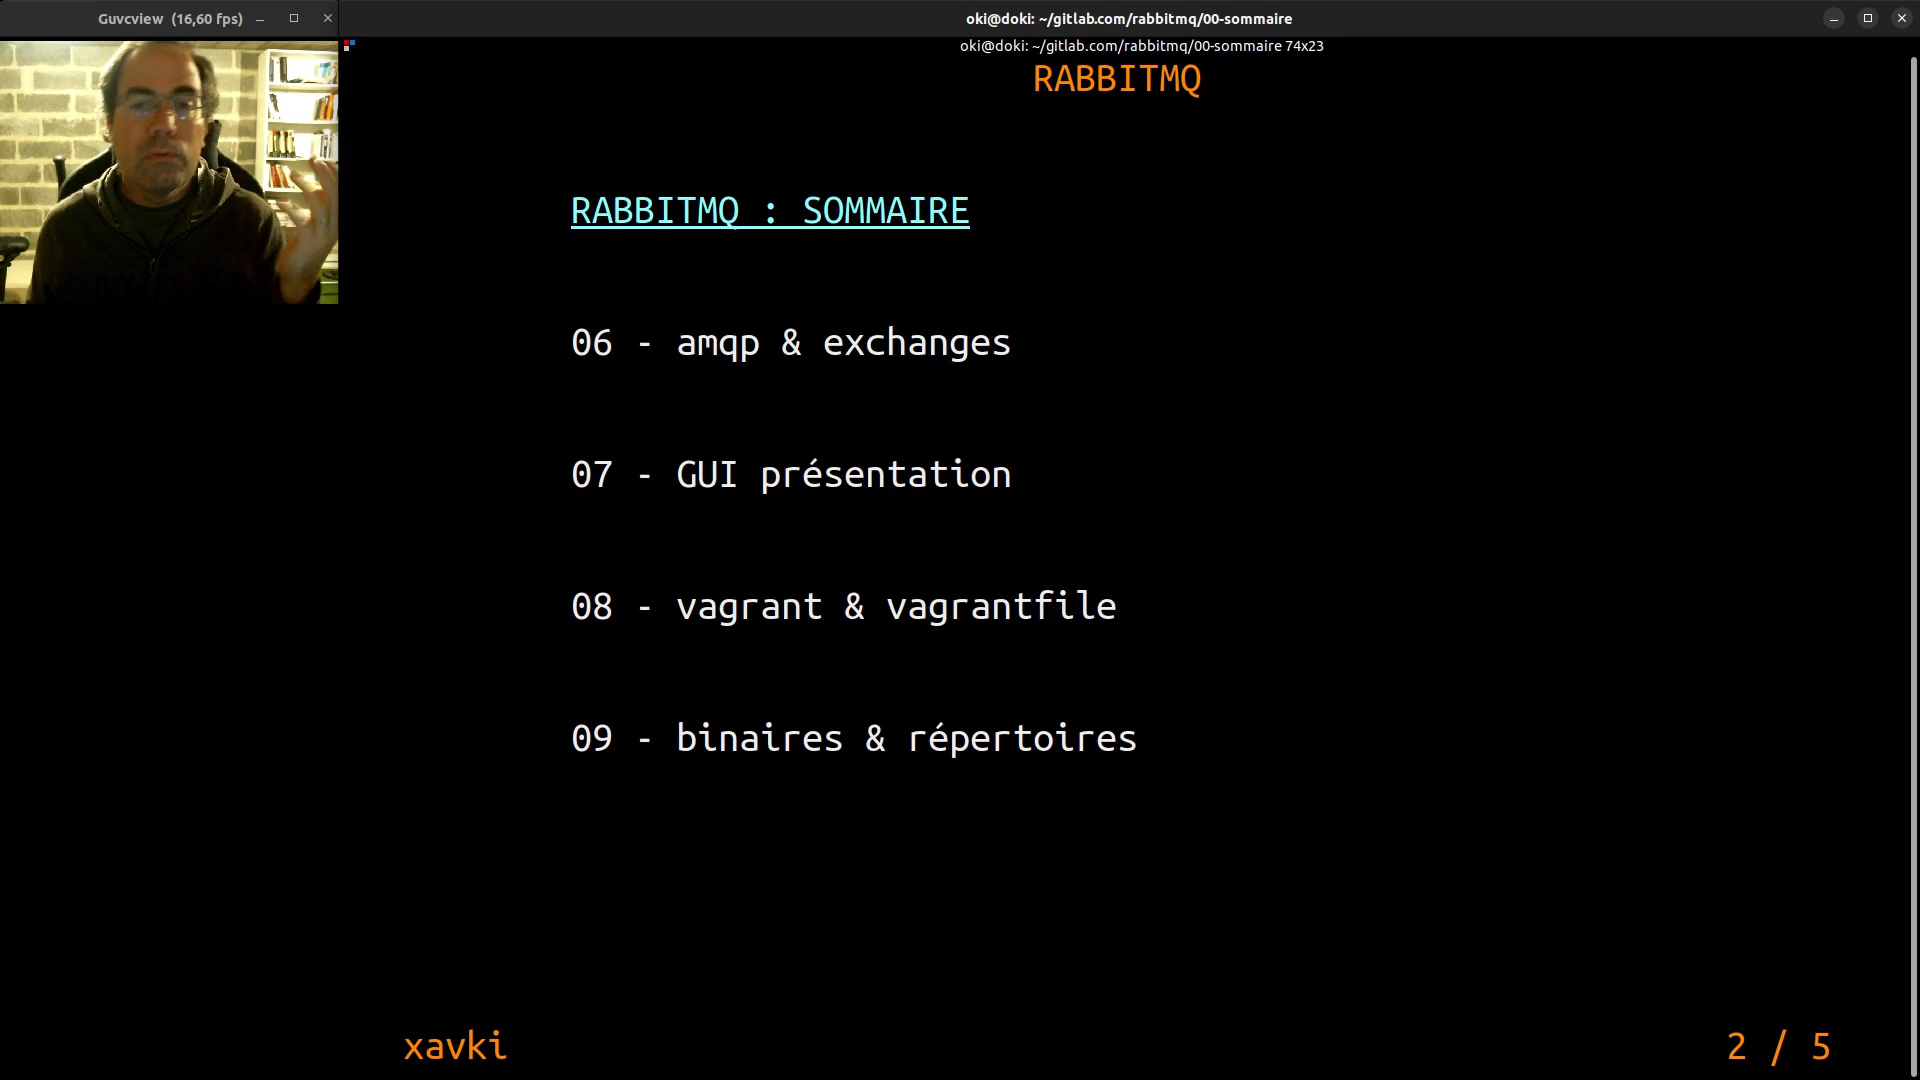 Guvcview (16,60 fps)
oki@doki: ~/gitlab.com/rabbitmq/00-sommaire
oki@doki: ~/gitlab.com/rabbitmq/00-sommaire 74x23
RABBITMQ
RABBITMQ : SOMMAIRE
06 - amqp & exchanges
07 - GUI présentation
08 - vagrant & vagrantfile
09 - binaires & répertoires
xavki
2 / 5